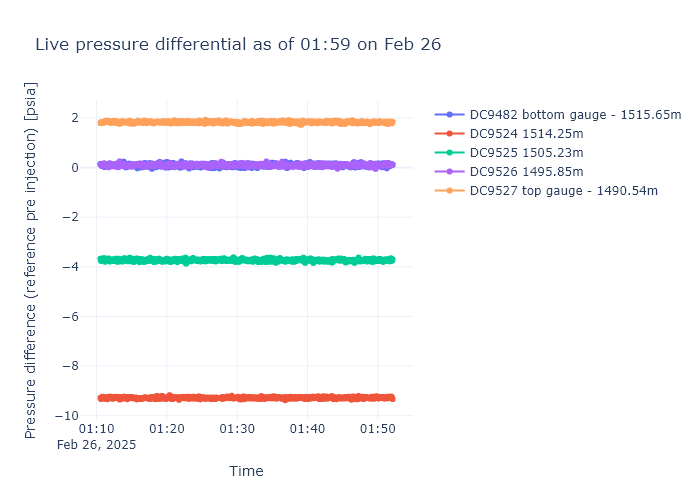 Live pressure differential as of 01:59 on Feb 26
Pressure difference (reference pre injection) [psia]
2
0
−2
−4
−6
−8
−10
01:10
01:20
01:30
01:40
01:50
Feb 26, 2025
Time
DC9482 bottom gauge - 1515.65m
DC9524 1514.25m
DC9525 1505.23m
DC9526 1495.85m
DC9527 top gauge - 1490.54m